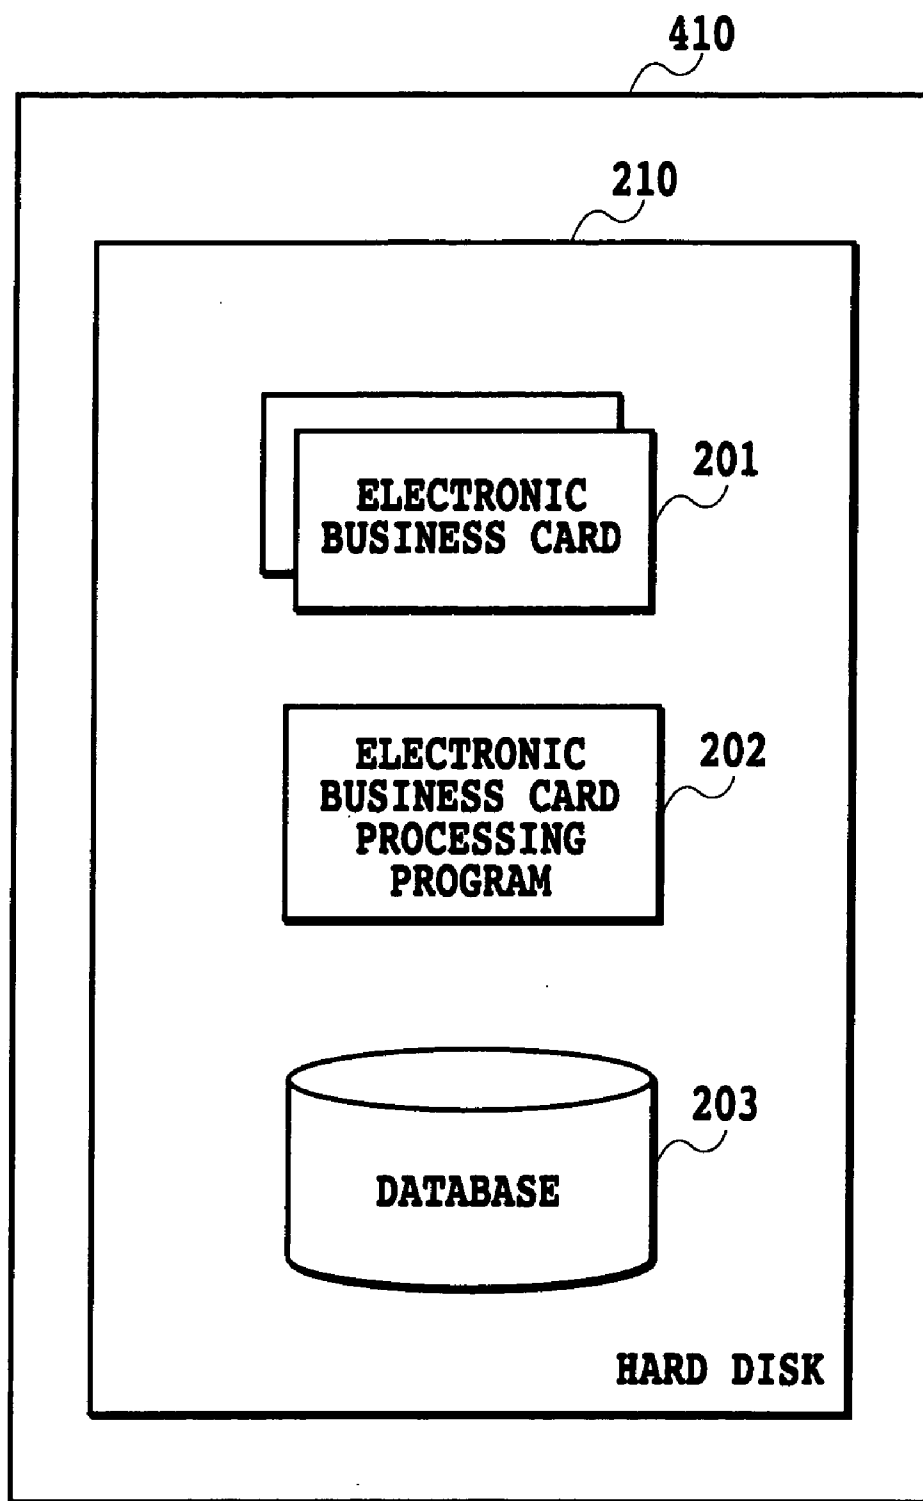 410
210
201
ELECTRONIC
BUSINESS CARD
202
ELECTRONIC
BUSINESS CARD
PROCESSING
PROGRAM
203
DATABASE
HARD DISK